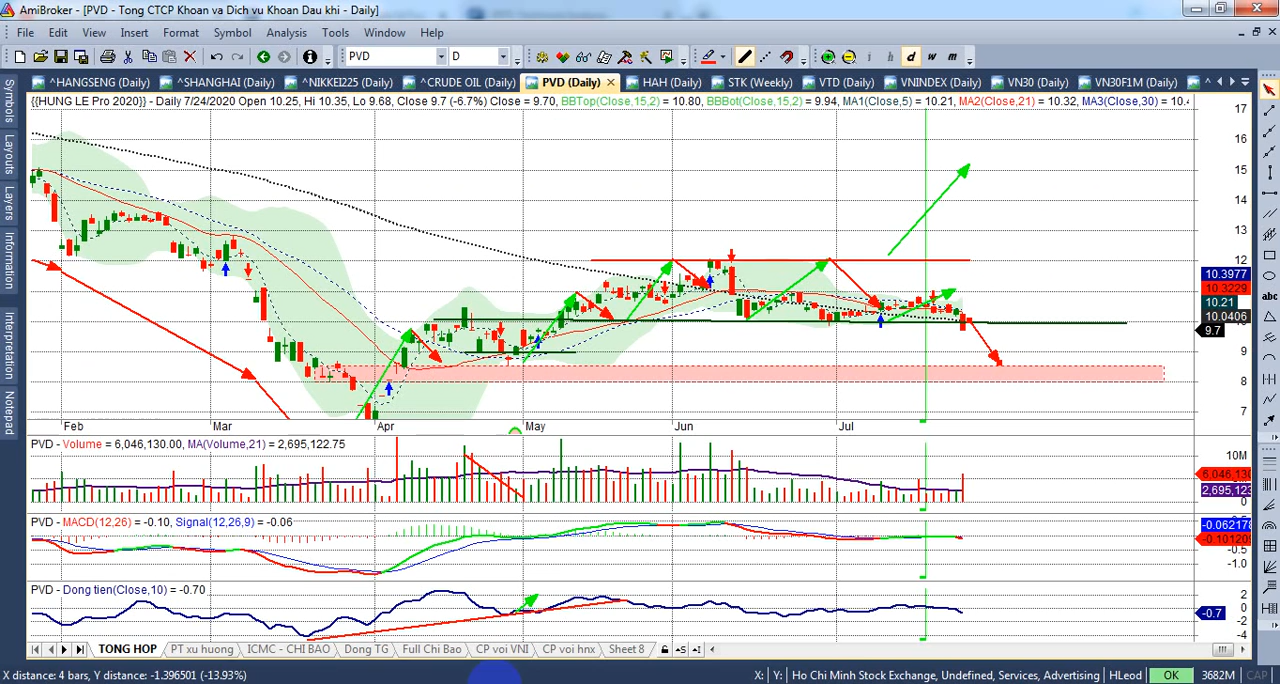 AmiBroker - [PVD - Tong CTCP Khoan va Dich vu Khoan Dau khi - Daily]
File Edit View Insert Format Symbol Analysis Tools Window Help
PVD D i h d w m
^HANGSENG (Daily) ^SHANGHAI (Daily) ^NIKKEI225 (Daily) ^CRUDE OIL (Daily) PVD (Daily) HAH (Daily) STK (Weekly) VTD (Daily) VNINDEX (Daily) VN30 (Daily) VN30F1M (Daily)
Symbols
Layouts
Layers
Information
Interpretation
Notepad
{{HUNG LE Pro 2020}} - Daily 7/24/2020 Open 10.25, Hi 10.35, Lo 9.68, Close 9.7 (-6.7%) Close = 9.70, BBTop(Close,15,2) = 10.80, BBBot(Close,15,2) = 9.94, MA1(Close,5) = 10.21, MA2(Close,21) = 10.32, MA3(Close,30) = 10.4
17
16
15
14
13
12
10.3977
10.3229
10.21
10.0406
9.7
9
8
7
Feb Mar Apr May Jun Jul
PVD - Volume = 6,046,130.00, MA(Volume,21) = 2,695,122.75
10M
6,046,130
2,695,123
0
PVD - MACD(12,26) = -0.10, Signal(12,26,9) = -0.06
-0.062178
-0.101209
-0.5
-1.0
PVD - Dong tien(Close,10) = -0.70
2
0
-0.7
-2
-4
abc
TONG HOP PT xu huong ICMC - CHI BAO Dong TG Full Chi Bao CP voi VNI CP voi hnx Sheet 8
X distance: 4 bars, Y distance: -1.396501 (-13.93%) X: Y: Ho Chi Minh Stock Exchange, Undefined, Services, Advertising HLeod OK 3682M CAP